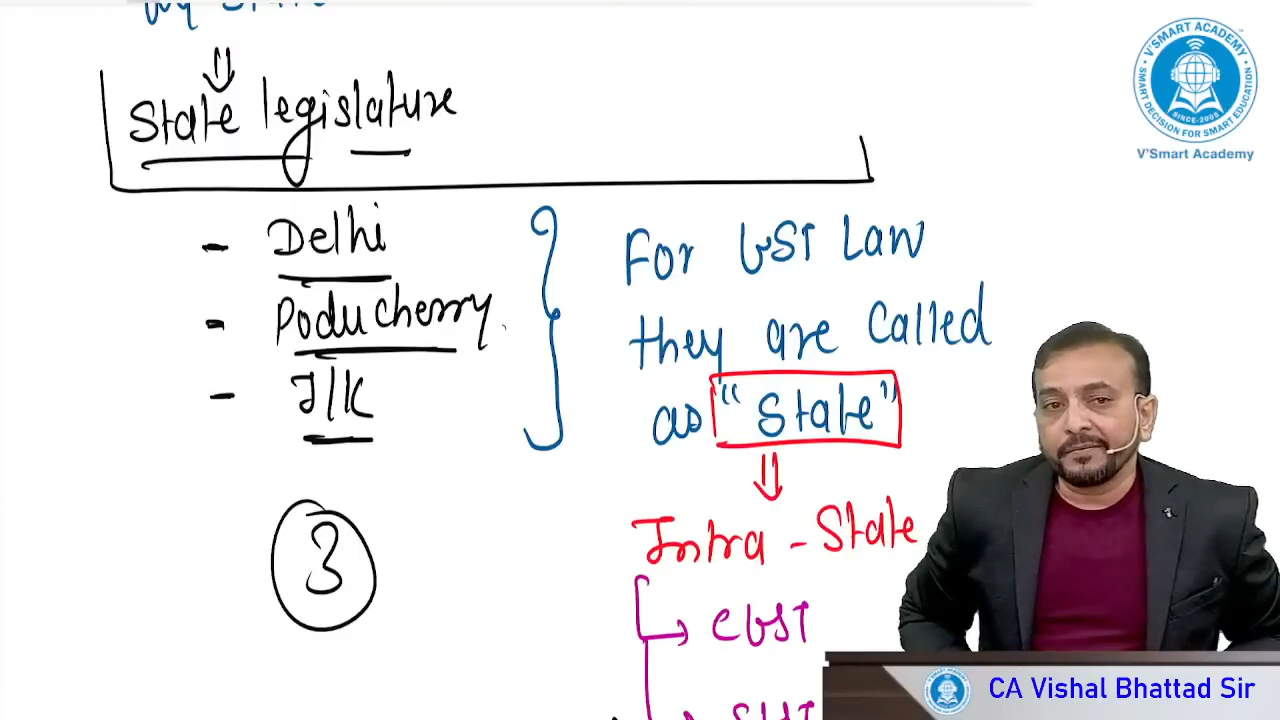 State legislature
- Delhi
- Poducherry
- J/K
3
For GST Law
they are called
as "State"
Intra - State
CGST
SGST
V'SMART ACADEMY
SMART DECISION FOR SMART EDUCATION
SINCE-2005
V'Smart Academy
CA Vishal Bhattad Sir